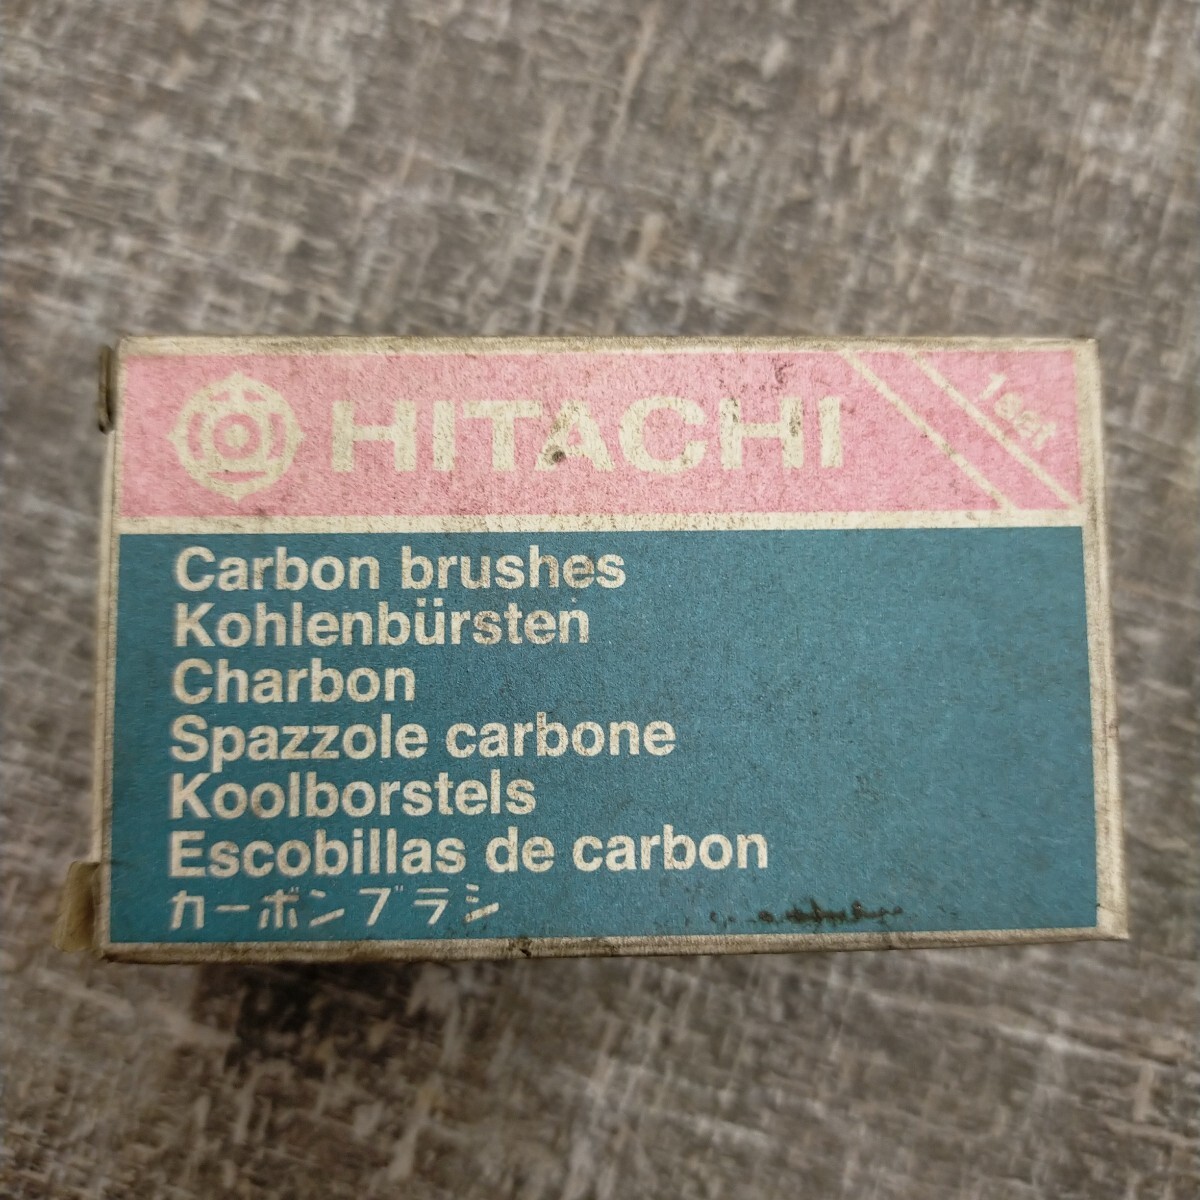 HITACHI
1 set
Carbon brushes
Kohlenbürsten
Charbon
Spazzole carbone
Koolborstels
Escobillas de carbon
カーボンブラシ